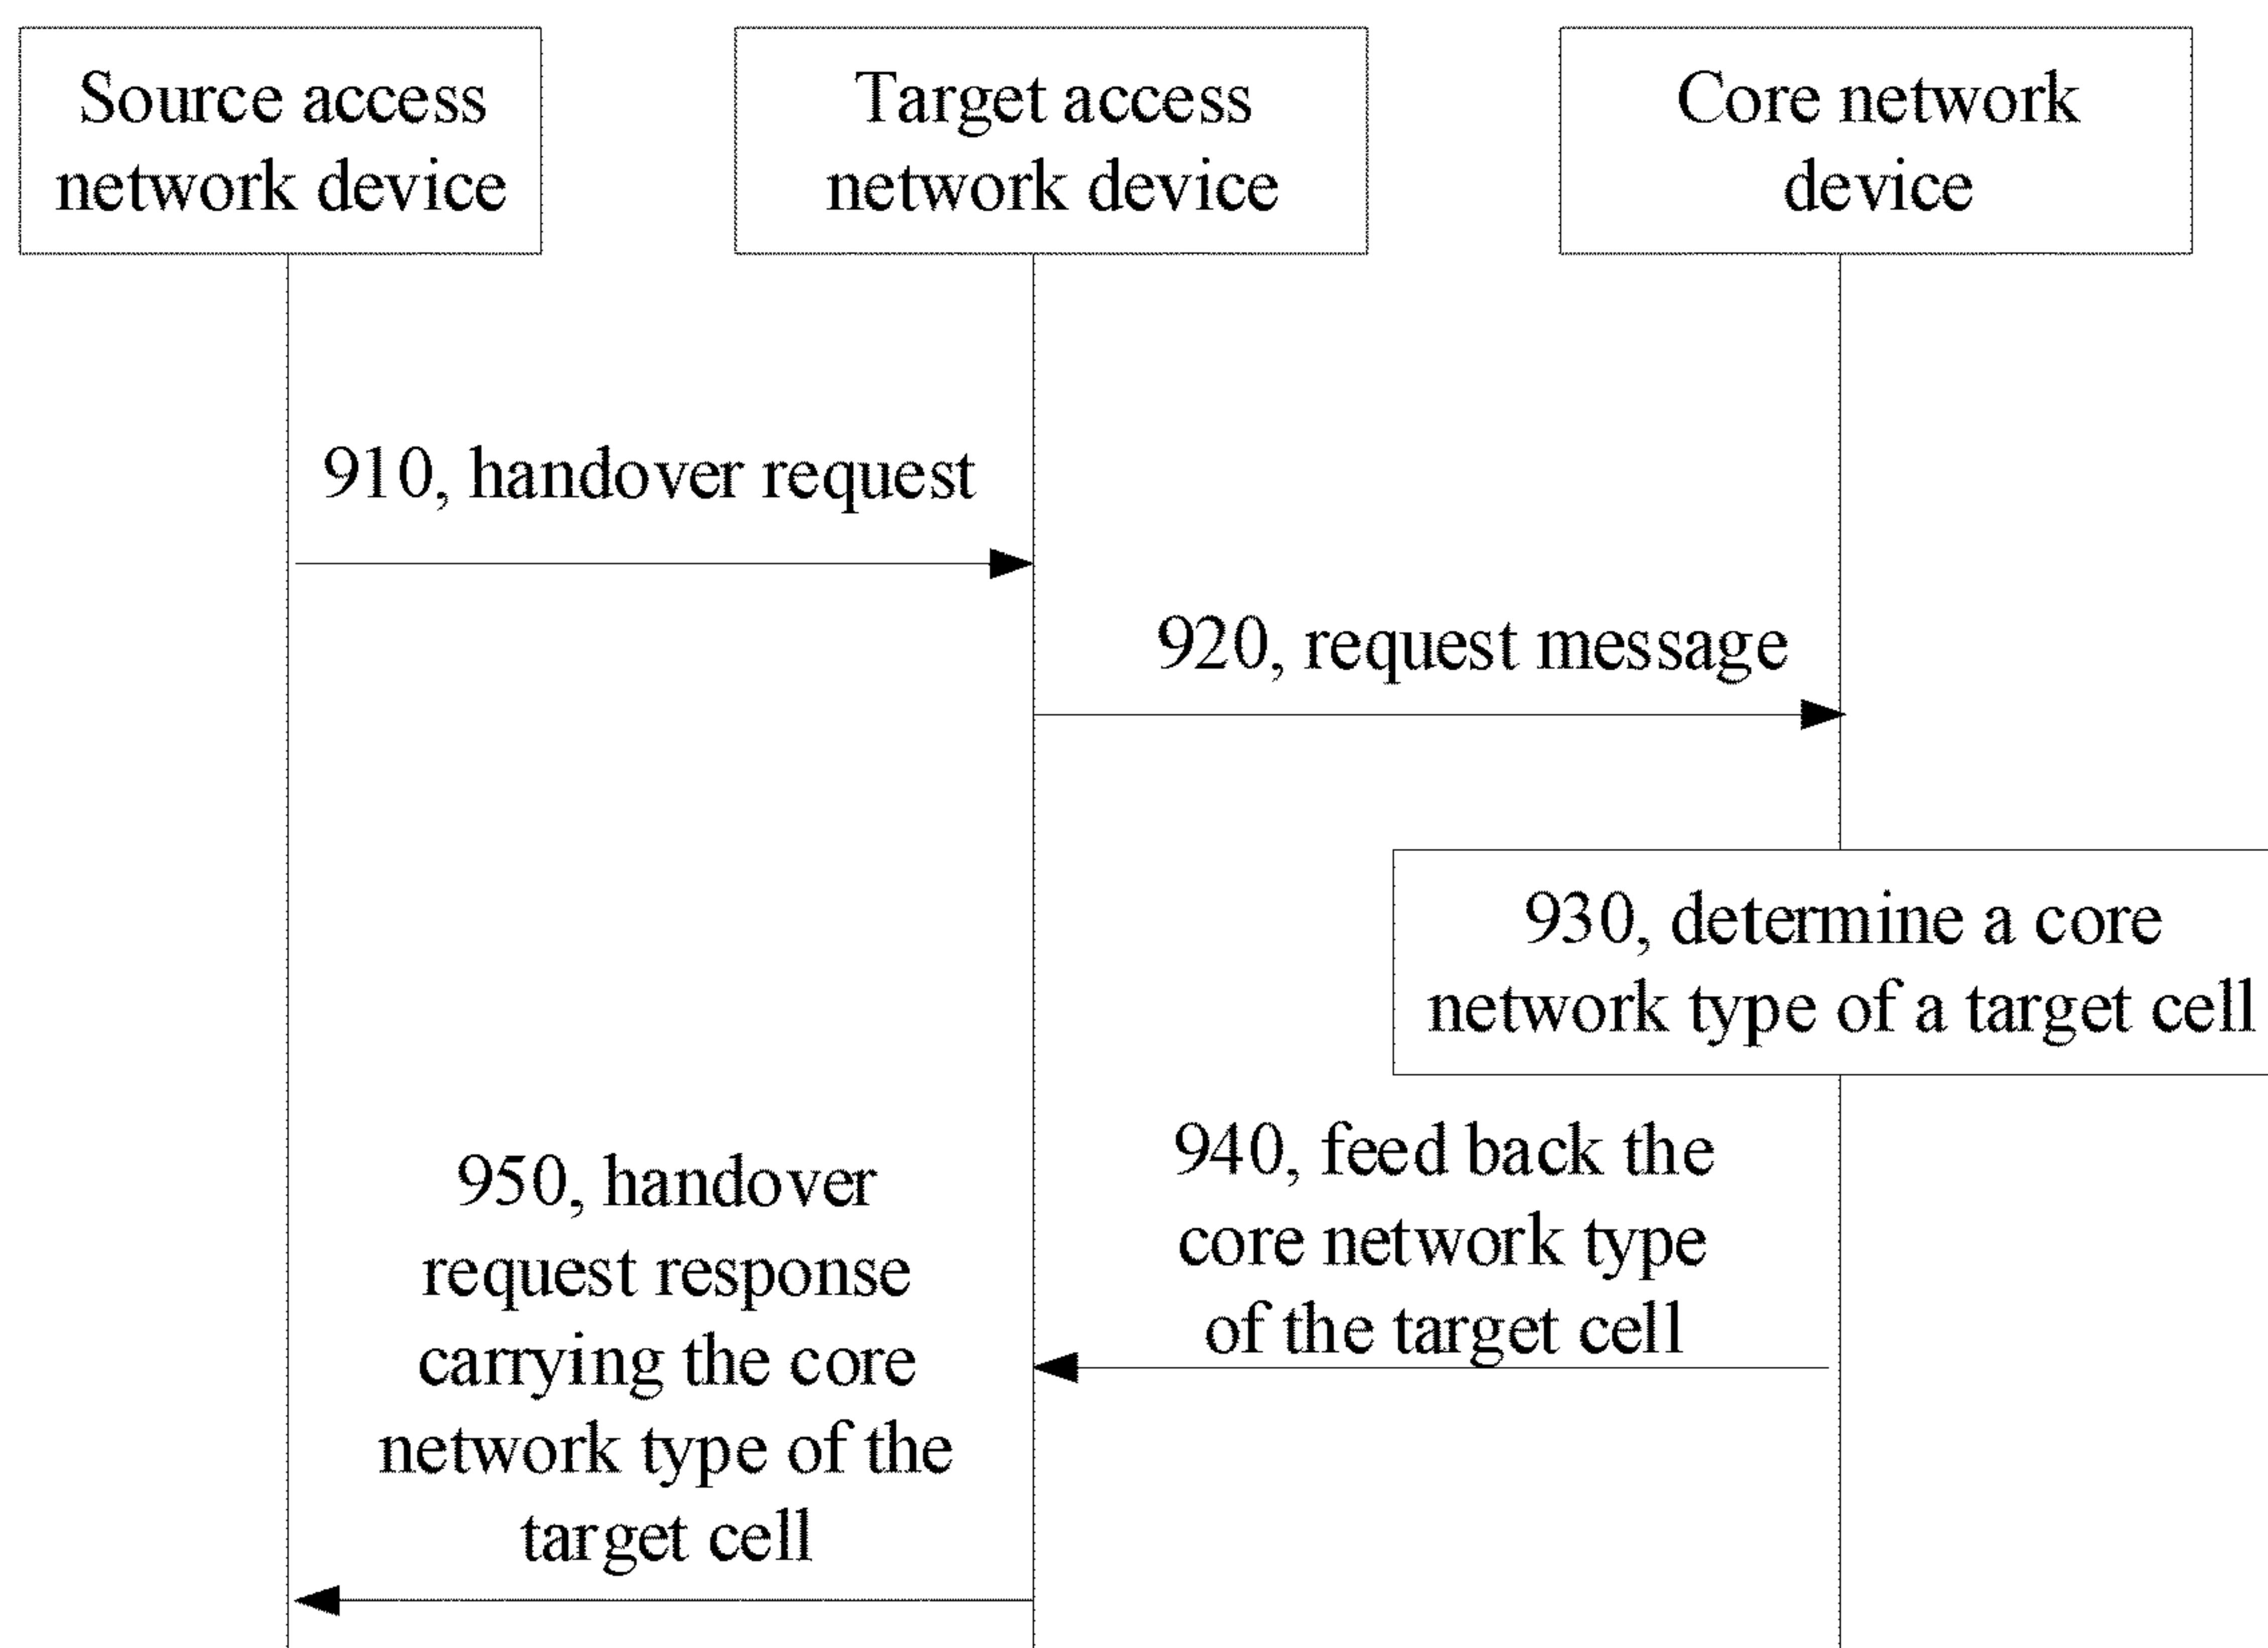 Source access
network device
Target access
network device
Core network
device
910, handover request
920, request message
930, determine a core
network type of a target cell
940, feed back the
core network type
of the target cell
950, handover
request response
carrying the core
network type of the
target cell